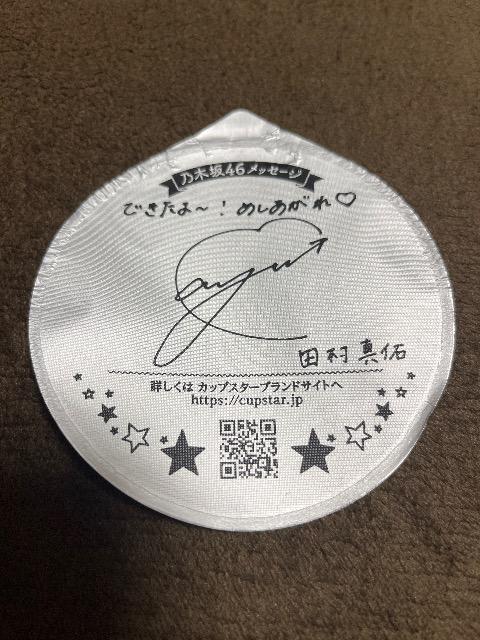 乃木坂46メッセージ
できたよ〜！めしあがれ♡
田村真佑
詳しくは カップスターブランドサイトへ
https://cupstar.jp